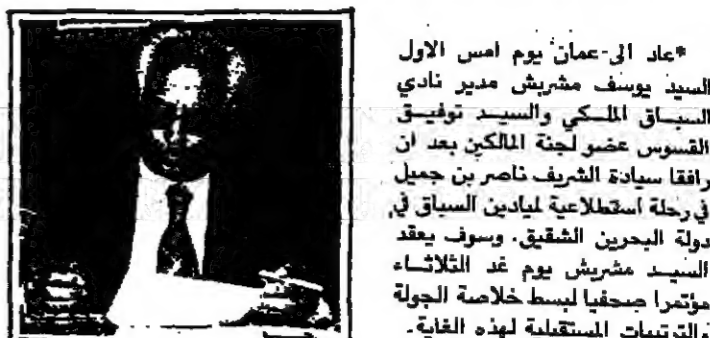 *عاد الى عمان يوم امس الاول
السيد يوسف مشربش مدير نادي
السباق الملكي والسيد توفيق
القسوس عضو لجنة المالكين بعد ان
رافقا سيادة الشريف ناصر بن جميل
في رحلة استطلاعية لميادين السباق في
دولة البحرين الشقيق. وسوف يعقد
السيد مشربش يوم غد الثلاثاء
مؤتمرا صحفيا لبسط خلاصة الجولة
والترتيبات المستقبلية لهذه الغاية.